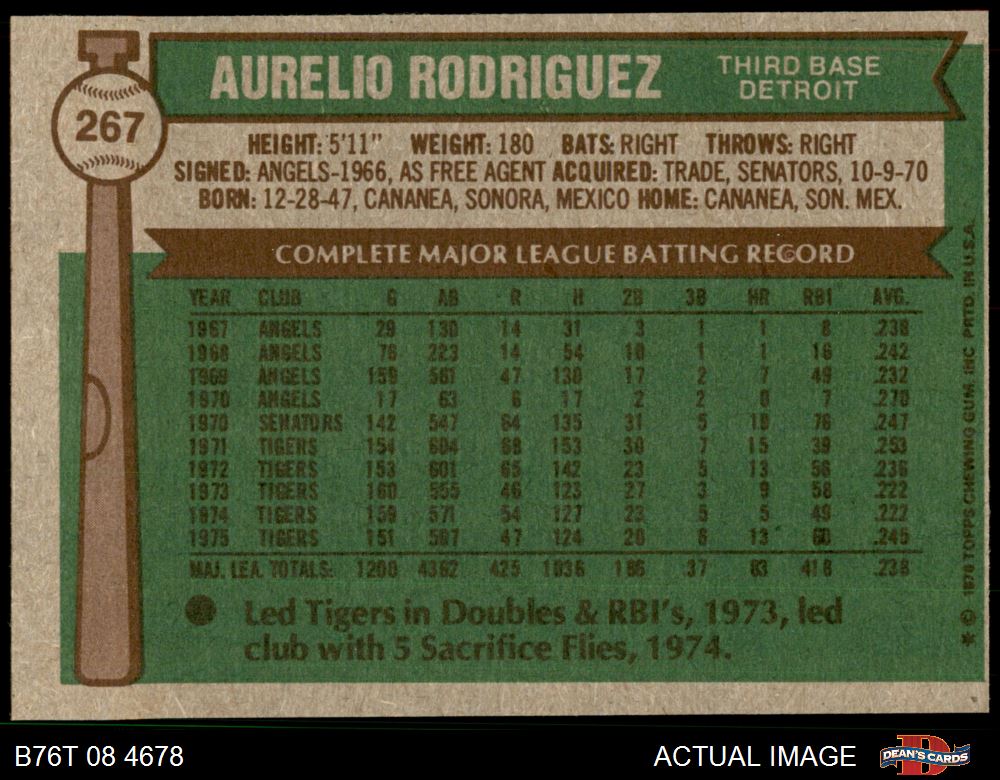 AURELIO RODRIGUEZ
THIRD BASE
DETROIT
267
HEIGHT: 5'11" WEIGHT: 180 BATS: RIGHT THROWS: RIGHT
SIGNED: ANGELS-1966, AS FREE AGENT ACQUIRED: TRADE, SENATORS, 10-9-70
BORN: 12-28-47, CANANEA, SONORA, MEXICO HOME: CANANEA, SON. MEX.
COMPLETE MAJOR LEAGUE BATTING RECORD
YEAR CLUB G AB R H 2B 3B HR RBI AVG.
1967 ANGELS 29 130 14 31 3 1 1 8 .238
1968 ANGELS 76 223 14 54 10 1 1 16 .242
1969 ANGELS 159 561 47 130 17 2 7 49 .232
1970 ANGELS 17 63 6 17 2 2 0 7 .270
1970 SENATORS 142 547 64 135 31 5 19 76 .247
1971 TIGERS 154 604 68 153 30 7 15 39 .253
1972 TIGERS 153 601 65 142 23 5 13 56 .236
1973 TIGERS 160 555 46 123 27 3 9 58 .222
1974 TIGERS 159 571 54 127 23 5 5 49 .222
1975 TIGERS 151 507 47 124 20 6 13 60 .245
MAJ. LEA. TOTALS: 1200 4362 425 1036 186 37 83 418 .238
Led Tigers in Doubles & RBI's, 1973, led
club with 5 Sacrifice Flies, 1974.
* © 1976 TOPPS CHEWING GUM, INC PRTD. IN U.S.A.
B76T 08 4678
ACTUAL IMAGE
D
DEAN'S CARDS